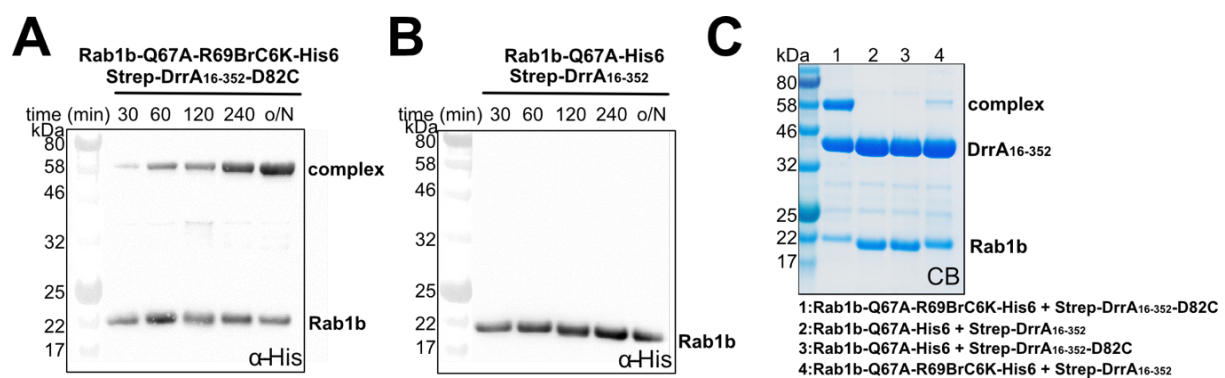 A
Rab1b-Q67A-R69BrC6K-His6
Strep-DrrA16-352-D82C
time (min) 30 60 120 240 o/N
kDa
80
58
46
32
25
22
17
complex
Rab1b
α-His
B
Rab1b-Q67A-His6
Strep-DrrA16-352
time (min) 30 60 120 240 o/N
kDa
80
58
46
32
25
22
17
Rab1b
α-His
C
kDa 1 2 3 4
80
58
46
32
25
22
17
complex
DrrA16-352
Rab1b
CB
1:Rab1b-Q67A-R69BrC6K-His6 + Strep-DrrA16-352-D82C
2:Rab1b-Q67A-His6 + Strep-DrrA16-352
3:Rab1b-Q67A-His6 + Strep-DrrA16-352-D82C
4:Rab1b-Q67A-R69BrC6K-His6 + Strep-DrrA16-352